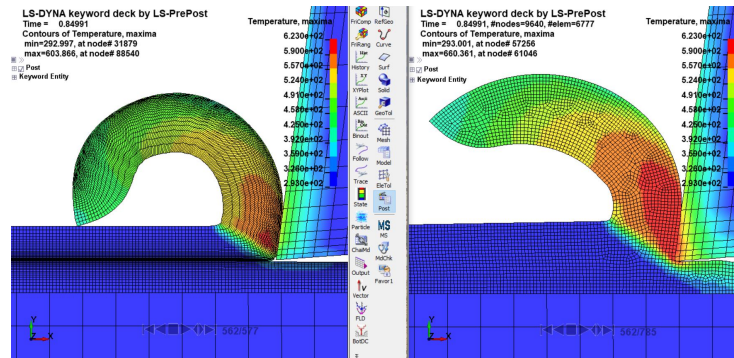 LS-DYNA keyword deck by LS-PrePost
Time = 0.84991
Contours of Temperature, maxima
min=292.997, at node# 31879
max=603.866, at node# 88540
Post
Keyword Entity
Temperature, maxima
6.230e+02
5.900e+02
5.570e+02
5.240e+02
4.910e+02
4.580e+02
4.250e+02
3.920e+02
3.590e+02
3.260e+02
2.930e+02
562/577
Y
X
FriComp
FriRang
History
XYPlot
ASCII
Binout
Follow
Trace
State
Particle
ChaiMd
Output
Vector
FLD
BotDC
RefGeo
Curve
Surf
Solid
GeoTol
Mesh
Model
EleTol
Post
MS
MS
MdChk
Favor1
LS-DYNA keyword deck by LS-PrePost
Time = 0.84991, #nodes=9640, #elem=6777
Contours of Temperature, maxima
min=293.001, at node# 57256
max=660.361, at node# 61046
Post
Keyword Entity
Temperature, maxima
6.230e+02
5.900e+02
5.570e+02
5.240e+02
4.910e+02
4.580e+02
4.250e+02
3.920e+02
3.590e+02
3.260e+02
2.930e+02
562/785
Y
X